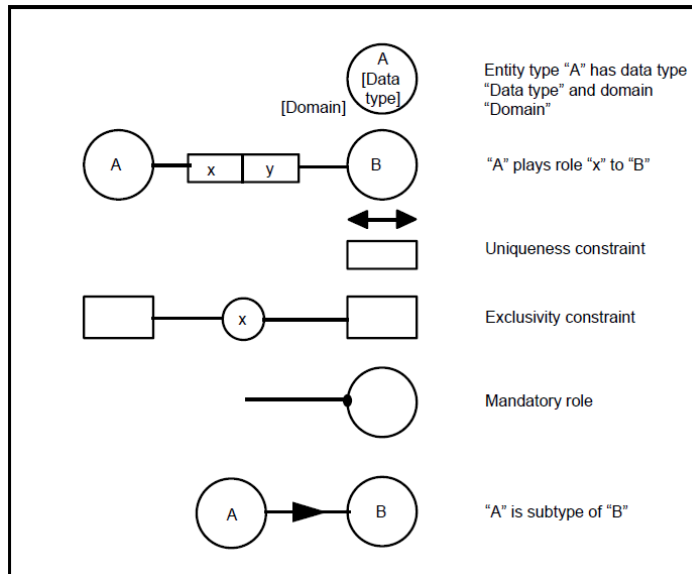 A
[Data
type]
[Domain]
Entity type “A” has data type
“Data type” and domain
“Domain”
A
x
y
B
“A” plays role “x” to “B”
Uniqueness constraint
x
Exclusivity constraint
Mandatory role
A
B
“A” is subtype of “B”